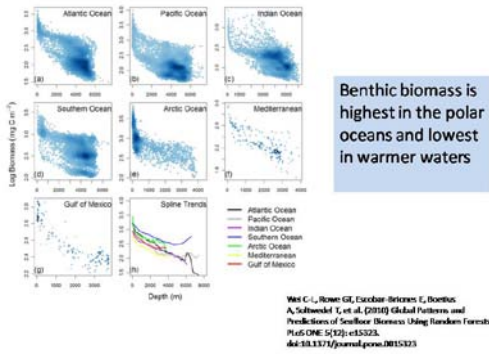 Atlantic Ocean
Pacific Ocean
Indian Ocean
(a)
(b)
(c)
Southern Ocean
Arctic Ocean
Mediterranean
(d)
(e)
(f)
Gulf of Mexico
Spline Trends
(g)
(h)
Log Biomass (mg C m-2)
Depth (m)
Atlantic Ocean
Pacific Ocean
Indian Ocean
Southern Ocean
Arctic Ocean
Mediterranean
Gulf of Mexico
Benthic biomass is
highest in the polar
oceans and lowest
in warmer waters
Wei C-L, Rowe GT, Escobar-Briones E, Boetius
A, Soltwedel T, et al. (2010) Global Patterns and
Predictions of Seafloor Biomass Using Random Forests.
PLoS ONE 5(12): e15323.
doi:10.1371/journal.pone.0015323